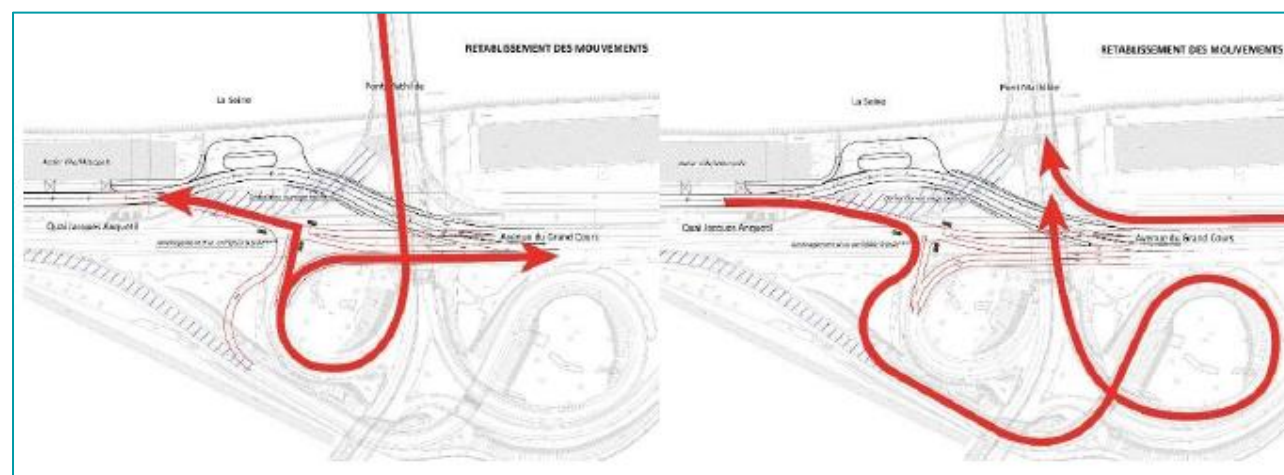 RETABLISSEMENT DES MOUVEMENTS
Pont Mathilde
La Seine
Quai Jacques Anquetil
Avenue du Grand Cours
RETABLISSEMENT DES MOUVEMENTS
Pont Mathilde
La Seine
Quai Jacques Anquetil
Avenue du Grand Cours